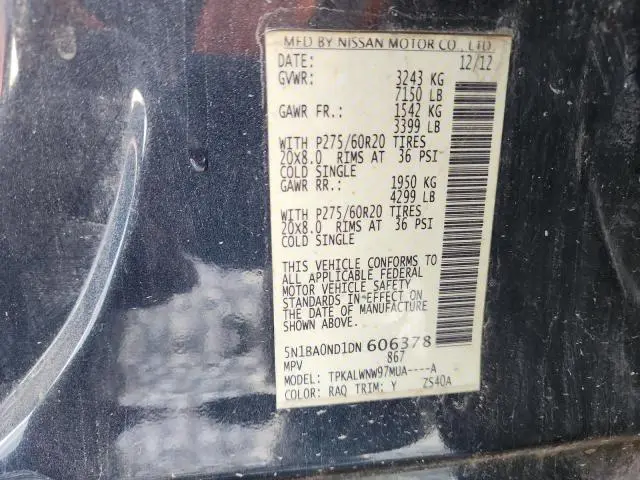 MFD BY NISSAN MOTOR CO., LTD.
DATE: 12/12
GVWR: 3243 KG
7150 LB
GAWR FR.: 1542 KG
3399 LB
WITH P275/60R20 TIRES
20X8.0 RIMS AT 36 PSI
COLD SINGLE
GAWR RR.: 1950 KG
4299 LB
WITH P275/60R20 TIRES
20X8.0 RIMS AT 36 PSI
COLD SINGLE
THIS VEHICLE CONFORMS TO
ALL APPLICABLE FEDERAL
MOTOR VEHICLE SAFETY
STANDARDS IN EFFECT ON
THE DATE OF MANUFACTURE
SHOWN ABOVE.
5N1BA0ND1DN 606378
MPV 867
MODEL: TPKALWNW97MUA----A
COLOR: RAQ TRIM: Y ZS40A